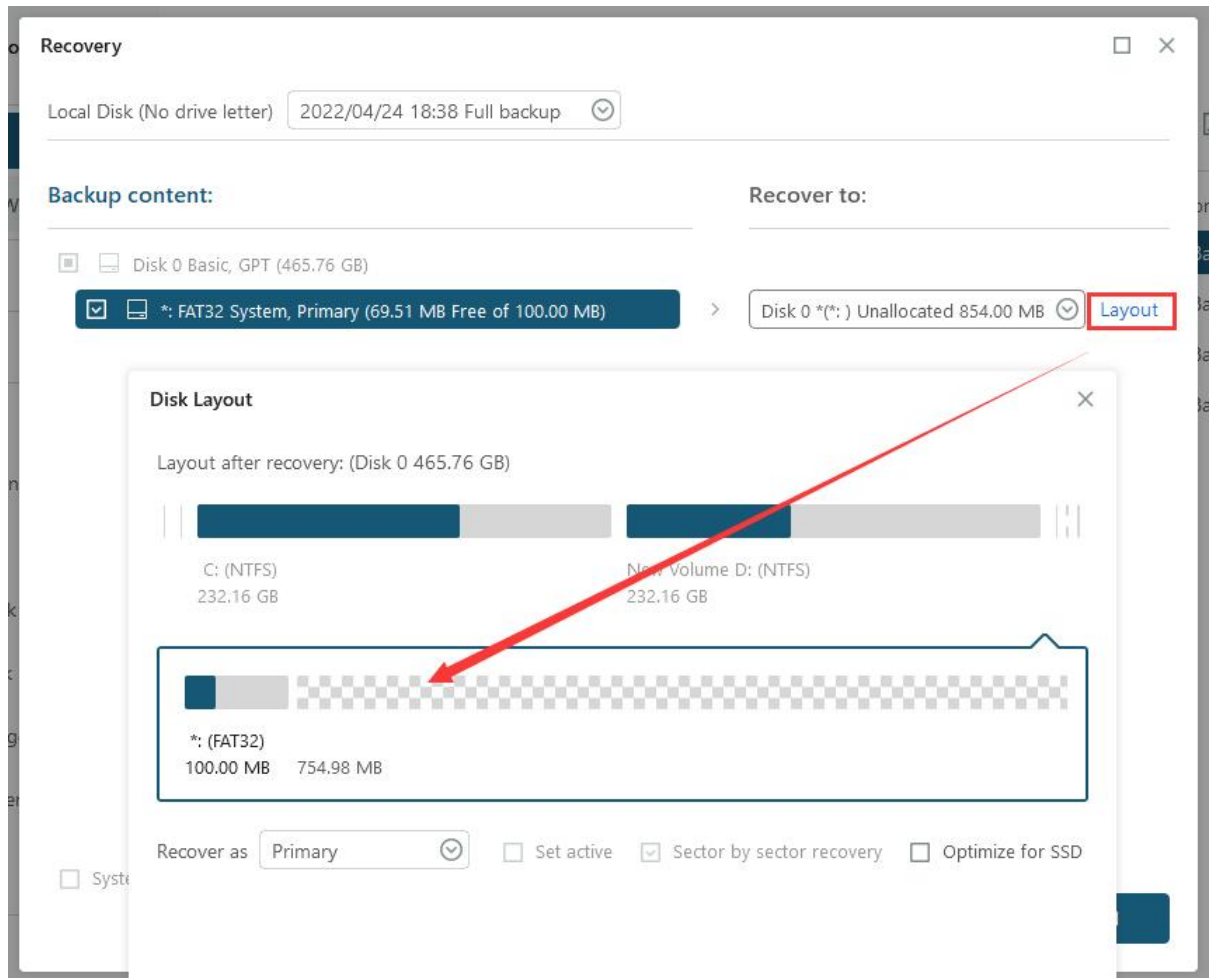 Recovery
Local Disk (No drive letter) 2022/04/24 18:38 Full backup
Backup content: Recover to:
Disk 0 Basic, GPT (465.76 GB)
*: FAT32 System, Primary (69.51 MB Free of 100.00 MB) > Disk 0 *(*: ) Unallocated 854.00 MB Layout
Disk Layout
Layout after recovery: (Disk 0 465.76 GB)
C: (NTFS) New Volume D: (NTFS)
232.16 GB 232.16 GB
*: (FAT32)
100.00 MB 754.98 MB
Recover as Primary Set active Sector by sector recovery Optimize for SSD
Syste